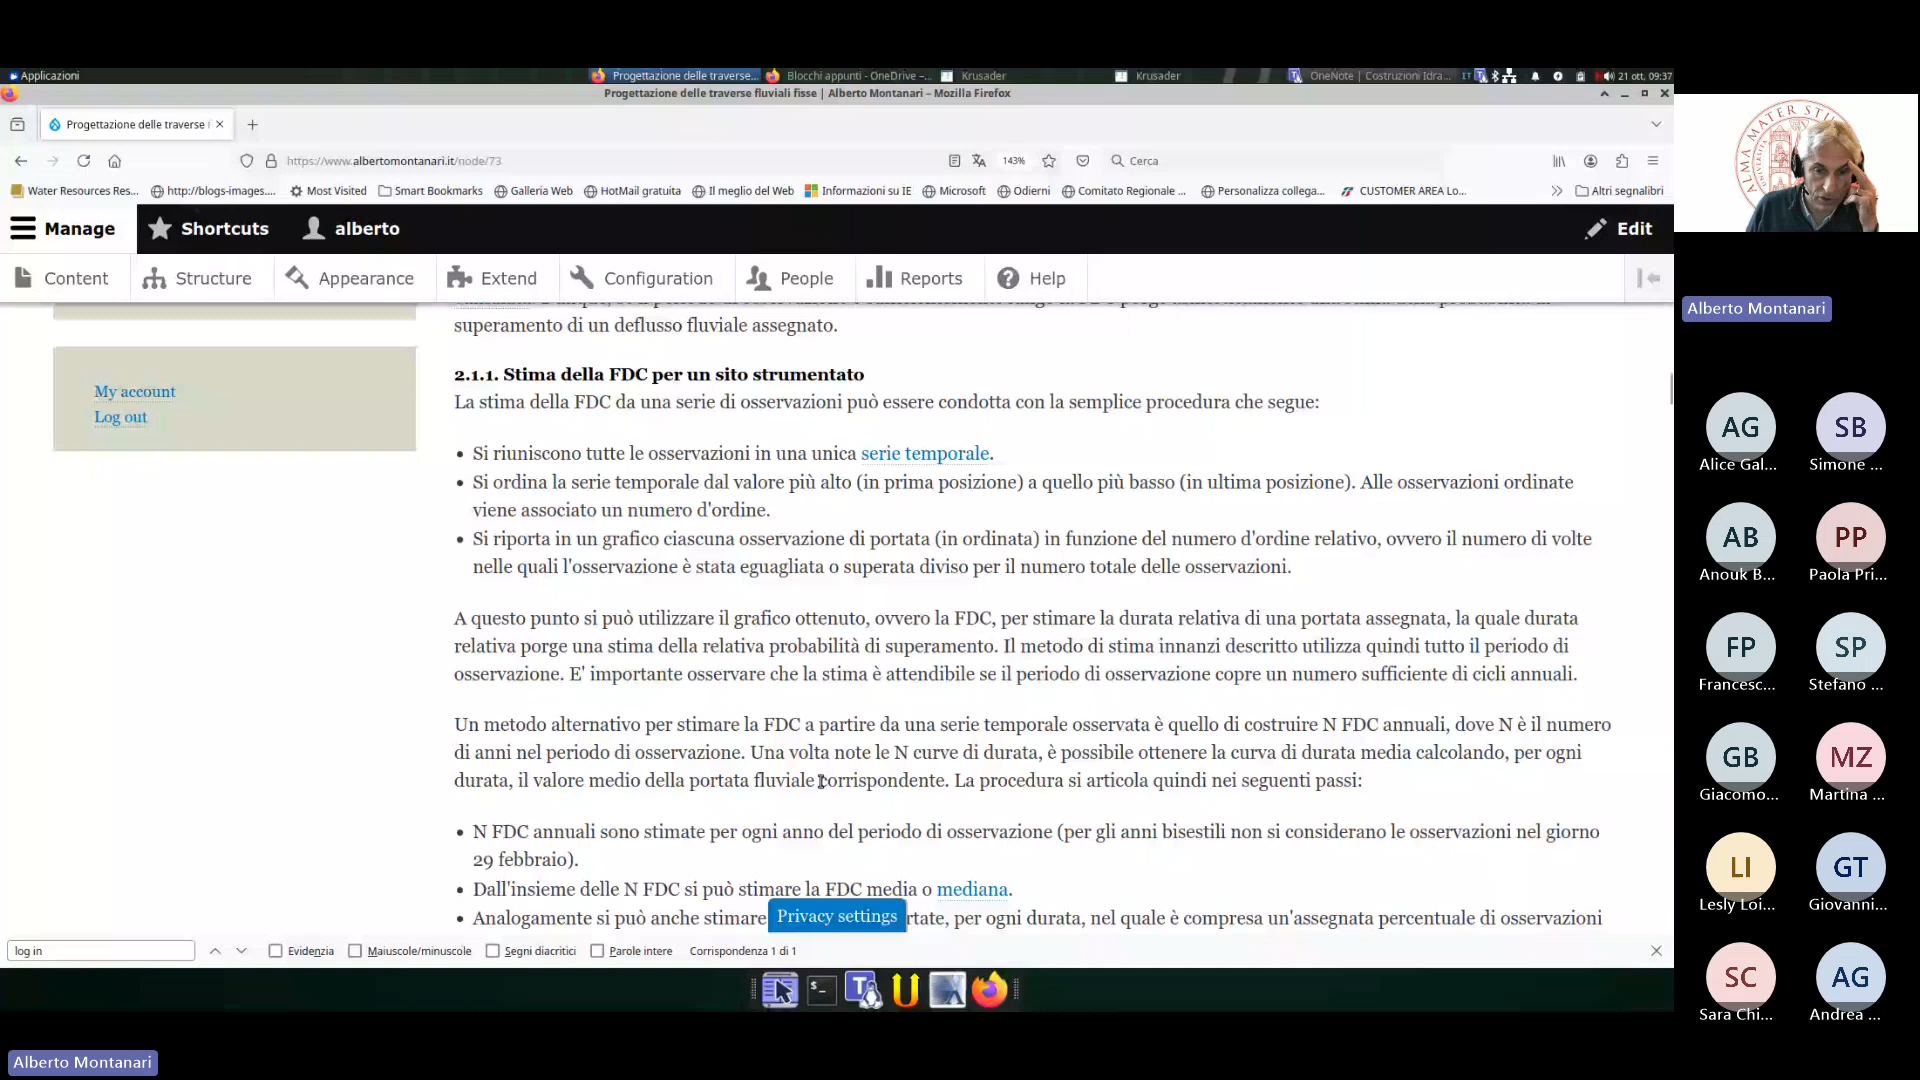 Applicazioni
Progettazione delle traverse...
Blocchi appunti - OneDrive –...
Krusader
Krusader
OneNote | Costruzioni Idra...
IT
21 ott, 09:37
Progettazione delle traverse fluviali fisse | Alberto Montanari – Mozilla Firefox
Progettazione delle traverse f
https://www.albertomontanari.it/node/73
143%
Cerca
Water Resources Res...
http://blogs-images....
Most Visited
Smart Bookmarks
Galleria Web
HotMail gratuita
Il meglio del Web
Informazioni su IE
Microsoft
Odierni
Comitato Regionale ...
Personalizza collega...
CUSTOMER AREA Lo...
Altri segnalibri
Manage
Shortcuts
alberto
Edit
Content
Structure
Appearance
Extend
Configuration
People
Reports
Help
superamento di un deflusso fluviale assegnato.
My account
Log out
2.1.1. Stima della FDC per un sito strumentato
La stima della FDC da una serie di osservazioni può essere condotta con la semplice procedura che segue:
• Si riuniscono tutte le osservazioni in una unica serie temporale.
• Si ordina la serie temporale dal valore più alto (in prima posizione) a quello più basso (in ultima posizione). Alle osservazioni ordinate
viene associato un numero d'ordine.
• Si riporta in un grafico ciascuna osservazione di portata (in ordinata) in funzione del numero d'ordine relativo, ovvero il numero di volte
nelle quali l'osservazione è stata eguagliata o superata diviso per il numero totale delle osservazioni.
A questo punto si può utilizzare il grafico ottenuto, ovvero la FDC, per stimare la durata relativa di una portata assegnata, la quale durata
relativa porge una stima della relativa probabilità di superamento. Il metodo di stima innanzi descritto utilizza quindi tutto il periodo di
osservazione. E' importante osservare che la stima è attendibile se il periodo di osservazione copre un numero sufficiente di cicli annuali.
Un metodo alternativo per stimare la FDC a partire da una serie temporale osservata è quello di costruire N FDC annuali, dove N è il numero
di anni nel periodo di osservazione. Una volta note le N curve di durata, è possibile ottenere la curva di durata media calcolando, per ogni
durata, il valore medio della portata fluviale corrispondente. La procedura si articola quindi nei seguenti passi:
• N FDC annuali sono stimate per ogni anno del periodo di osservazione (per gli anni bisestili non si considerano le osservazioni nel giorno
29 febbraio).
• Dall'insieme delle N FDC si può stimare la FDC media o mediana.
• Analogamente si può anche stimare
Privacy settings
rtate, per ogni durata, nel quale è compresa un'assegnata percentuale di osservazioni
log in
Evidenzia
Maiuscole/minuscole
Segni diacritici
Parole intere
Corrispondenza 1 di 1
Alberto Montanari
ALMA MATER
Alberto Montanari
AG
Alice Gal...
SB
Simone ...
AB
Anouk B...
PP
Paola Pri...
FP
Francesc...
SP
Stefano ...
GB
Giacomo...
MZ
Martina ...
LI
Lesly Loi...
GT
Giovanni...
SC
Sara Chi...
AG
Andrea ...